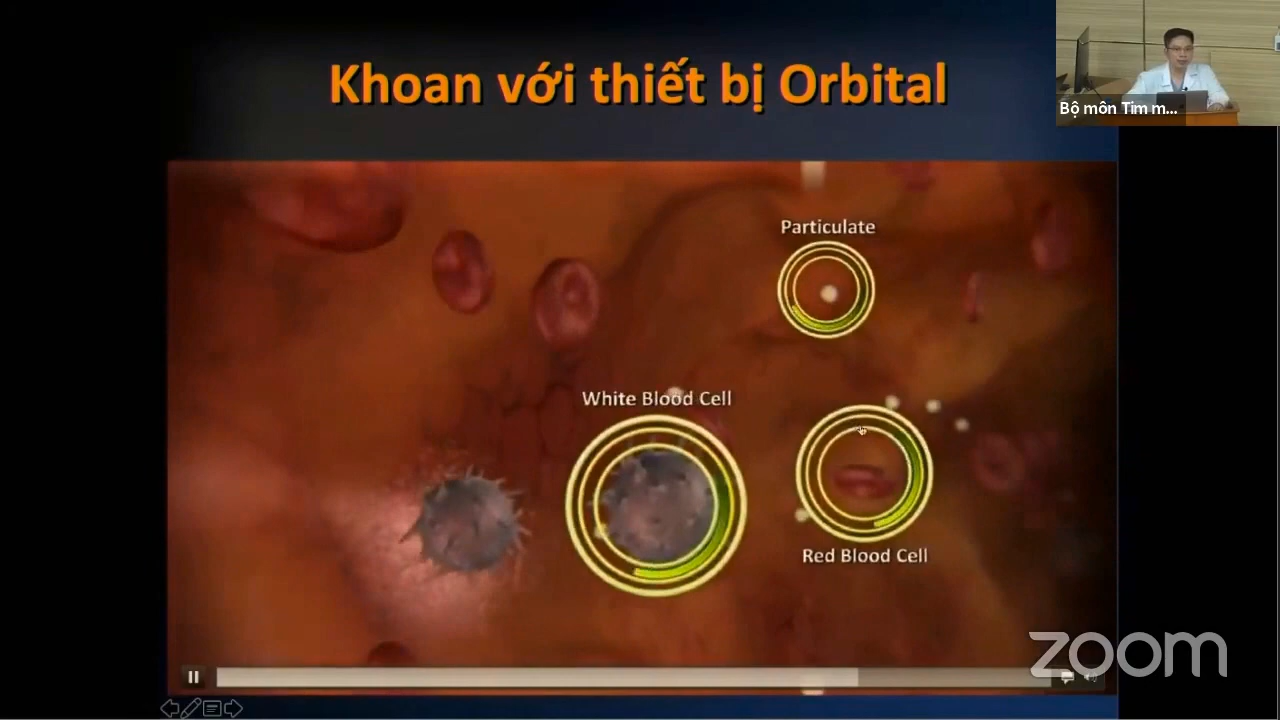 Khoan với thiết bị Orbital
Bộ môn Tim m...
Particulate
White Blood Cell
Red Blood Cell
zoom